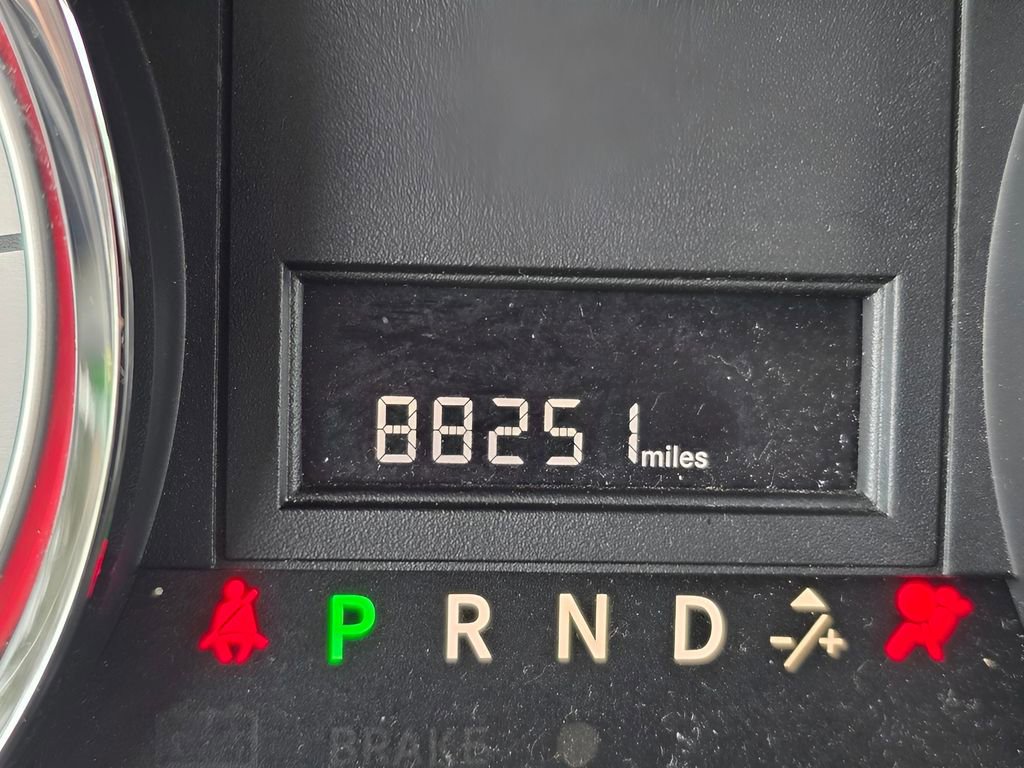 88251 miles
P R N D -/+
BRAKE